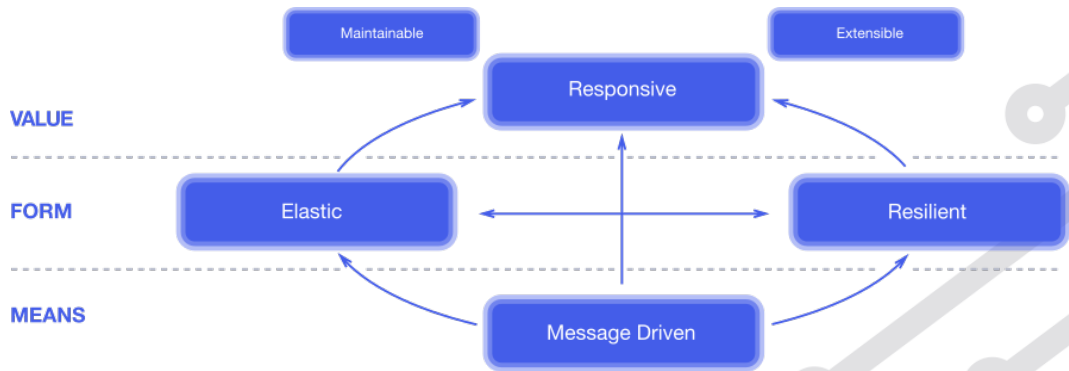 Maintainable
Extensible
Responsive
VALUE
FORM
Elastic
Resilient
MEANS
Message Driven